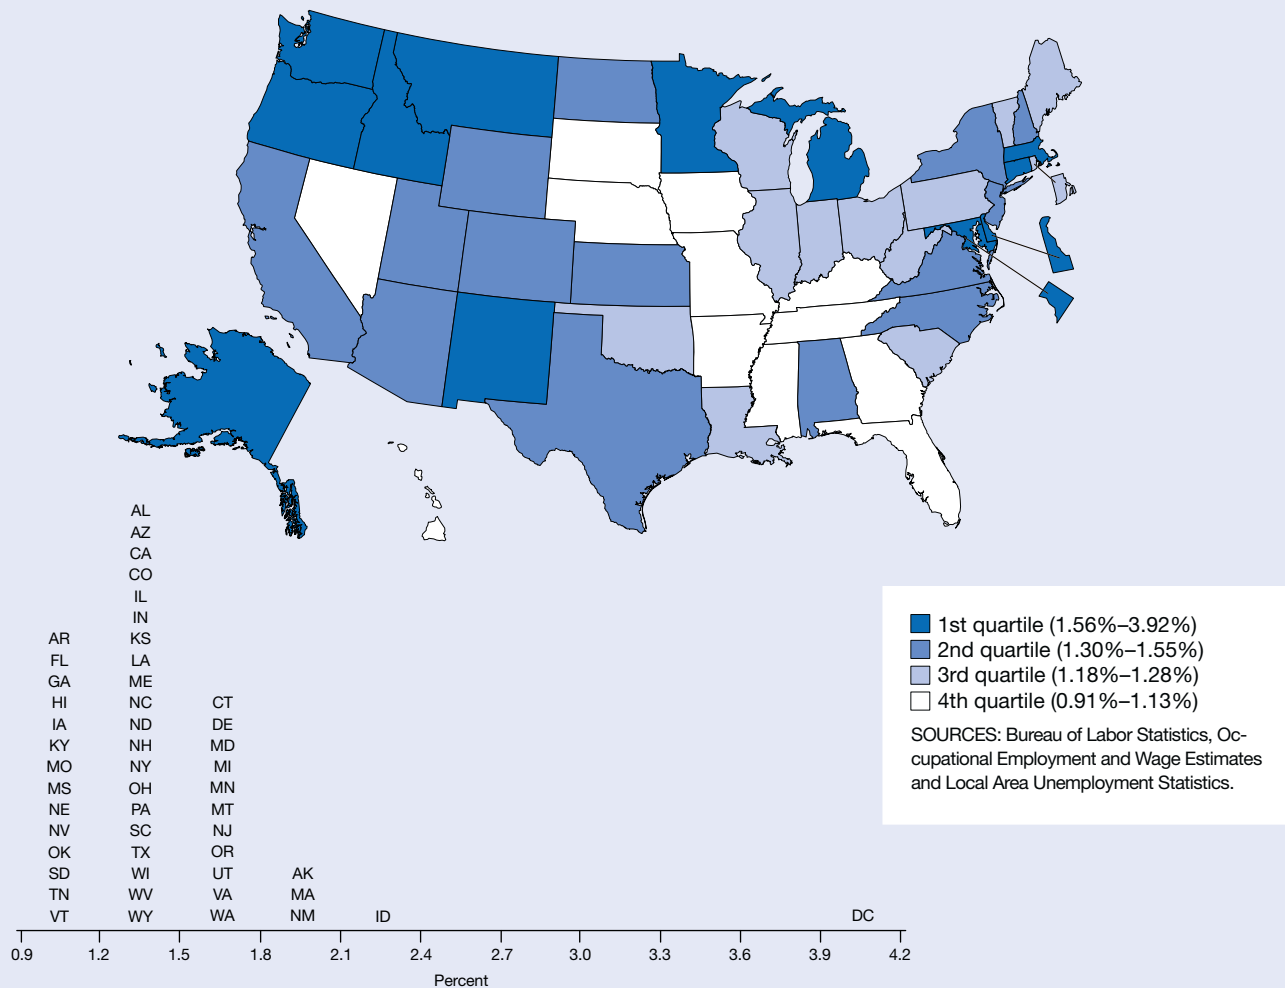 AL
AZ
CA
CO
IL
IN
AR KS
FL LA
GA ME
HI NC CT
IA ND DE
KY NH MD
MO NY MI
MS OH MN
NE PA MT
NV SC NJ
OK TX OR
SD WI UT AK
TN WV VA MA
VT WY WA NM ID DC
0.9 1.2 1.5 1.8 2.1 2.4 2.7 3.0 3.3 3.6 3.9 4.2
Percent
1st quartile (1.56%–3.92%)
2nd quartile (1.30%–1.55%)
3rd quartile (1.18%–1.28%)
4th quartile (0.91%–1.13%)
SOURCES: Bureau of Labor Statistics, Oc-
cupational Employment and Wage Estimates
and Local Area Unemployment Statistics.